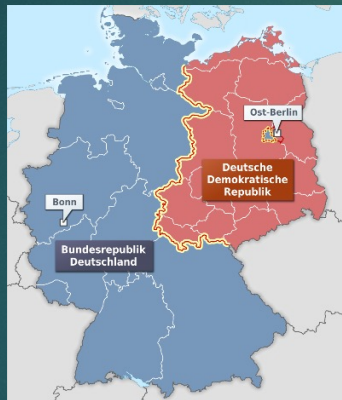 Ost-Berlin
Deutsche
Demokratische
Republik
Bonn
Bundesrepublik
Deutschland